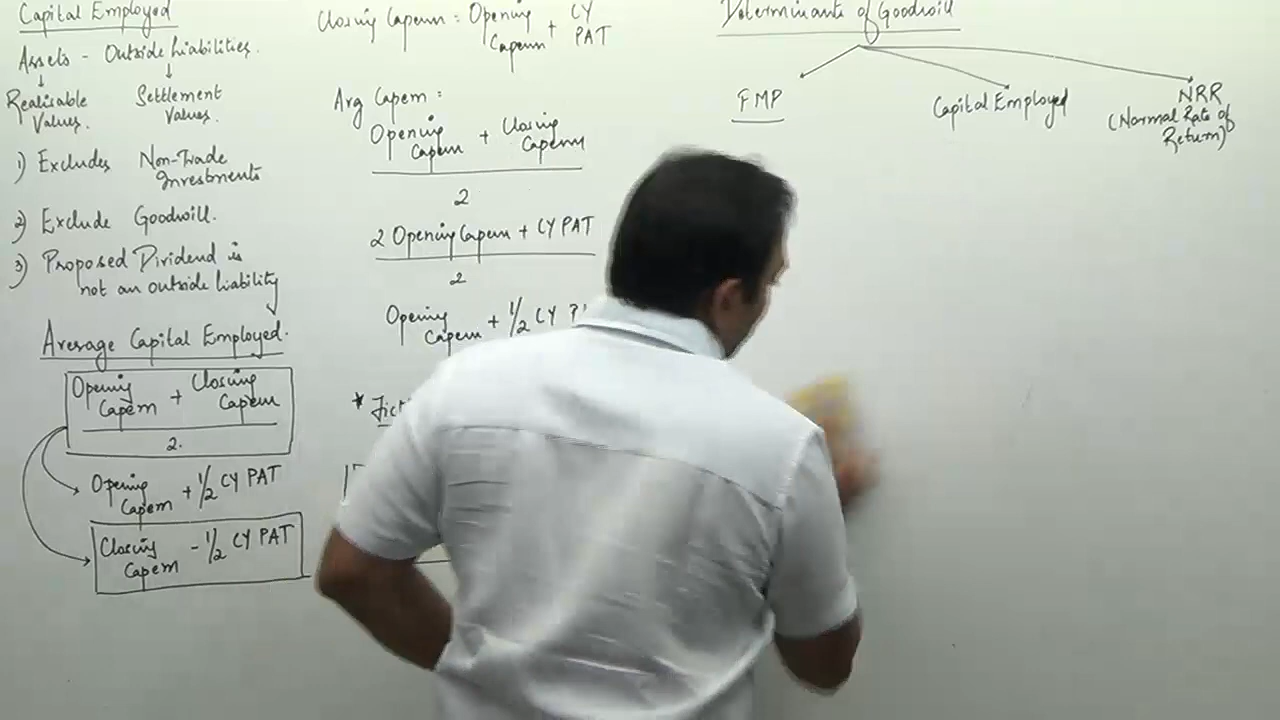 Capital Employed
Assets - Outside Liabilities.
Realisable Settlement
Values. Values.
1) Excludes Non-Trade
Investments
2) Exclude Goodwill.
3) Proposed Dividend is
not an outside liability
Average Capital Employed.
Opening Capem + Closing Capem
2.
Opening Capem + 1/2 CY PAT
Closing Capem - 1/2 CY PAT
Closing Capem = Opening Capem + CY PAT
Avg Capem =
Opening Capem + Closing Capem
2
2 Opening Capem + CY PAT
2
Opening Capem + 1/2 CY
*
Determinants of Goodwill
FMP
Capital Employed
NRR
(Normal Rate of
Return)